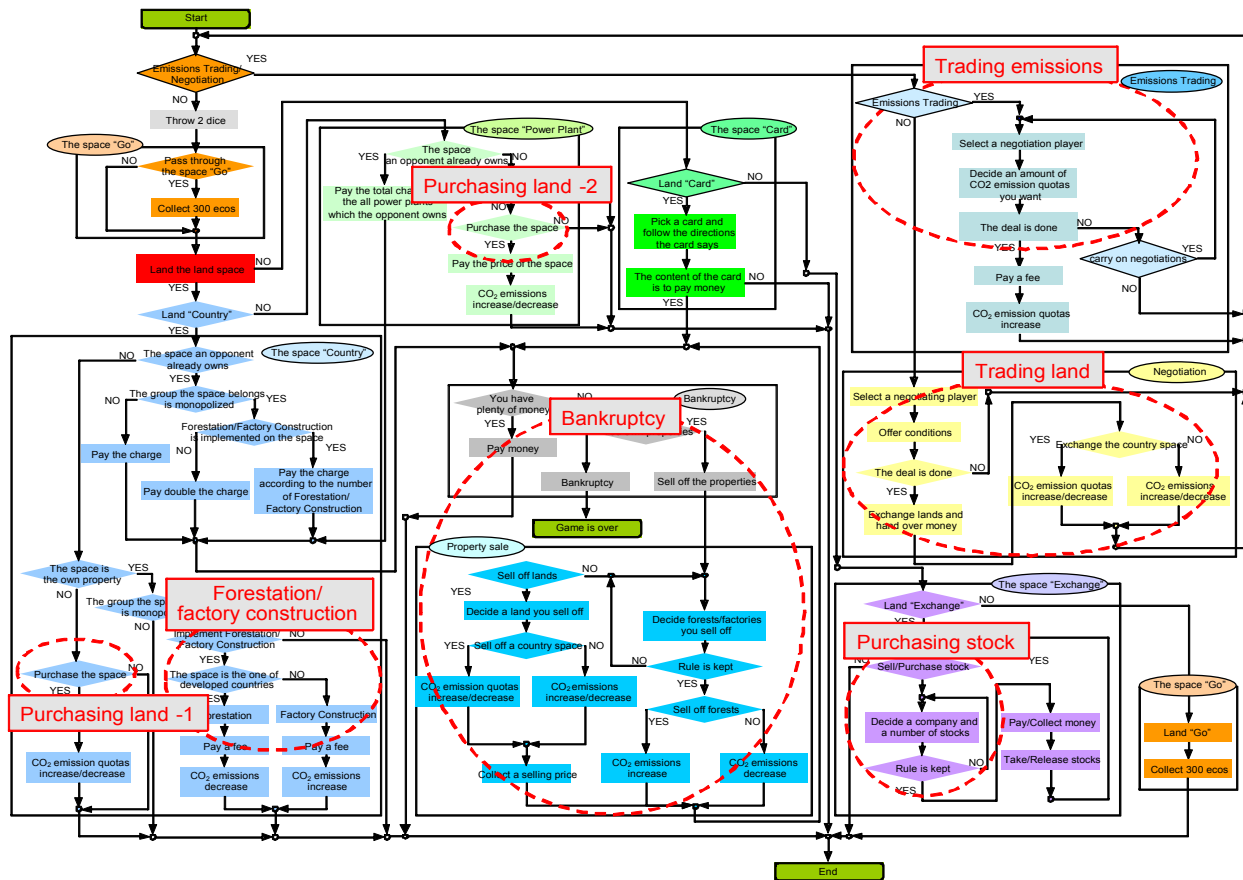 Start
YES
Emissions Trading/
Negotiation
NO
Throw 2 dice
The space “Go”
NO
Pass through
the space “Go”
YES
Collect 300 ecos
Land the land space
NO
YES
Land “Country”
NO
YES
The space “Power Plant”
YES
The space
an opponent already owns
NO
Purchasing land -2
Pay the total
the all power
which the opponent owns
NO
Purchase the space
NO
YES
Pay the price of the space
CO2 emissions
increase/decrease
The space “Card”
Land “Card”
NO
YES
Pick a card and
follow the directions
the card says
The content of the card
is to pay money
NO
YES
Trading emissions
Emissions Trading
Emissions Trading
YES
NO
Select a negotiation player
Decide an amount of
CO2 emission quotas
you want
The deal is done
NO
YES
carry on negotiations
YES
NO
Pay a fee
CO2 emission quotas
increase
The space “Country”
NO
The space an opponent
already owns
YES
The group the space belongs
is monopolized
NO
YES
Forestation/Factory Construction
is implemented on the space
NO
YES
Pay the charge
Pay double the charge
Pay the charge
according to the number
of Forestation/
Factory Construction
Bankruptcy
Bankruptcy
You have
plenty of money
NO
YES
YES
Pay money
NO
Bankruptcy
Sell off the properties
Game is over
Trading land
Negotiation
Select a negotiating player
Offer conditions
The deal is done
NO
YES
Exchange lands and
hand over money
YES
Exchange the country space
NO
CO2 emission quotas
increase/decrease
CO2 emissions
increase/decrease
The space is
the own property
YES
NO
The group the
is
NO
Forestation/
factory construction
Implement Forestation/
Factory Construction
NO
YES
The space is the one of
developed countries
NO
YES
Forestation
Factory Construction
Pay a fee
Pay a fee
CO2 emissions
decrease
CO2 emissions
increase
Purchase the space
NO
YES
Purchasing land -1
CO2 emission quotas
increase/decrease
Property sale
Sell off lands
NO
YES
Decide a land you sell off
YES
Sell off a country space
NO
CO2 emission quotas
increase/decrease
CO2 emissions
increase/decrease
Collect a selling price
Decide forests/factories
you sell off
NO
Rule is kept
YES
YES
Sell off forests
NO
CO2 emissions
increase
CO2 emissions
decrease
The space “Exchange”
Land “Exchange”
NO
YES
Purchasing stock
Sell/Purchase stock
YES
NO
Decide a company and
a number of stocks
Rule is kept
NO
YES
Pay/Collect money
Take/Release stocks
The space “Go”
Land “Go”
Collect 300 ecos
End